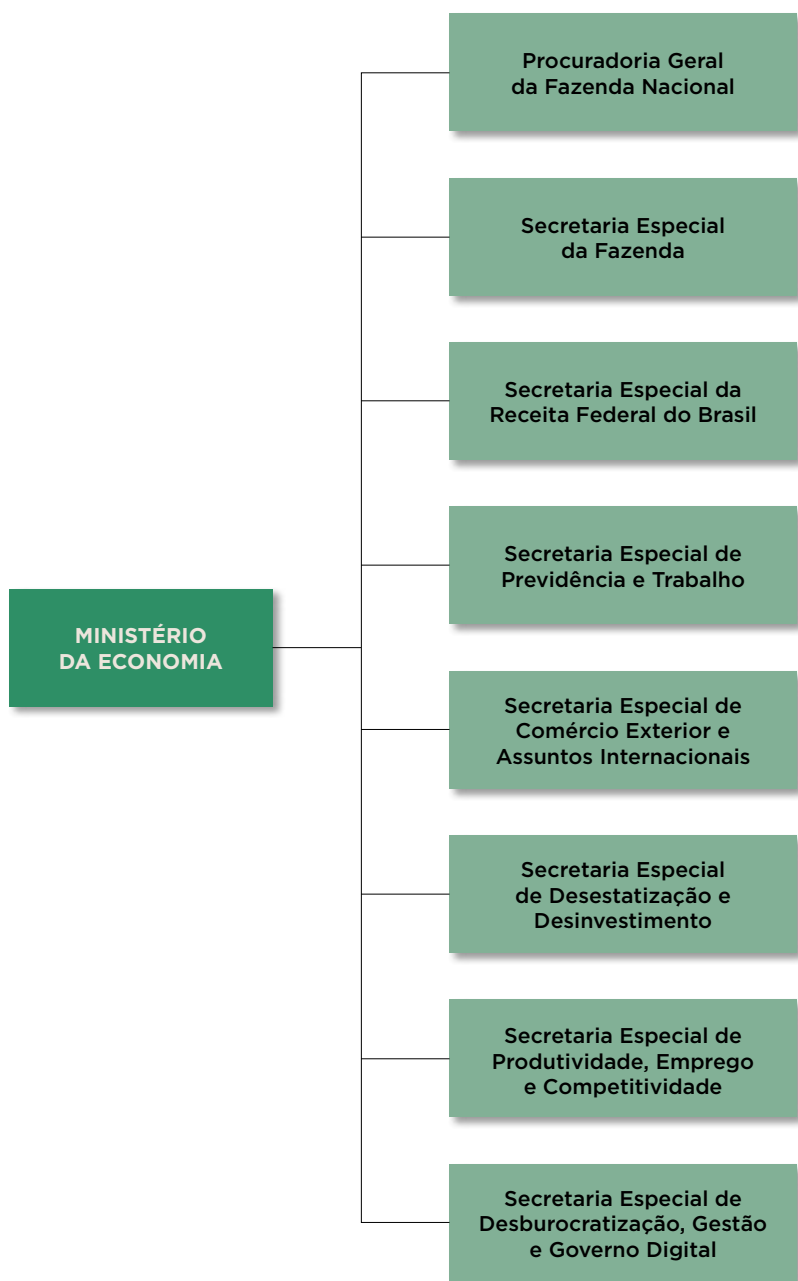 Procuradoria Geral
da Fazenda Nacional
Secretaria Especial
da Fazenda
Secretaria Especial da
Receita Federal do Brasil
Secretaria Especial de
Previdência e Trabalho
MINISTÉRIO
DA ECONOMIA
Secretaria Especial de
Comércio Exterior e
Assuntos Internacionais
Secretaria Especial
de Desestatização e
Desinvestimento
Secretaria Especial de
Produtividade, Emprego
e Competitividade
Secretaria Especial de
Desburocratização, Gestão
e Governo Digital